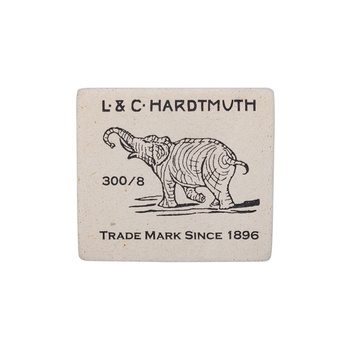 L·&C·HARDTMUTH
300/8
TRADE MARK SINCE 1896